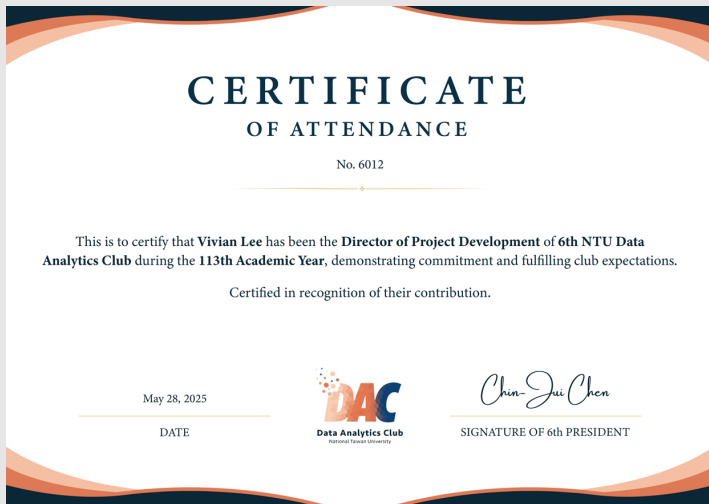 CERTIFICATE
OF ATTENDANCE
No. 6012
This is to certify that Vivian Lee has been the Director of Project Development of 6th NTU Data
Analytics Club during the 113th Academic Year, demonstrating commitment and fulfilling club expectations.
Certified in recognition of their contribution.
May 28, 2025
DATE
DAC
Data Analytics Club
National Taiwan University
Chin-Jui Chen
SIGNATURE OF 6th PRESIDENT